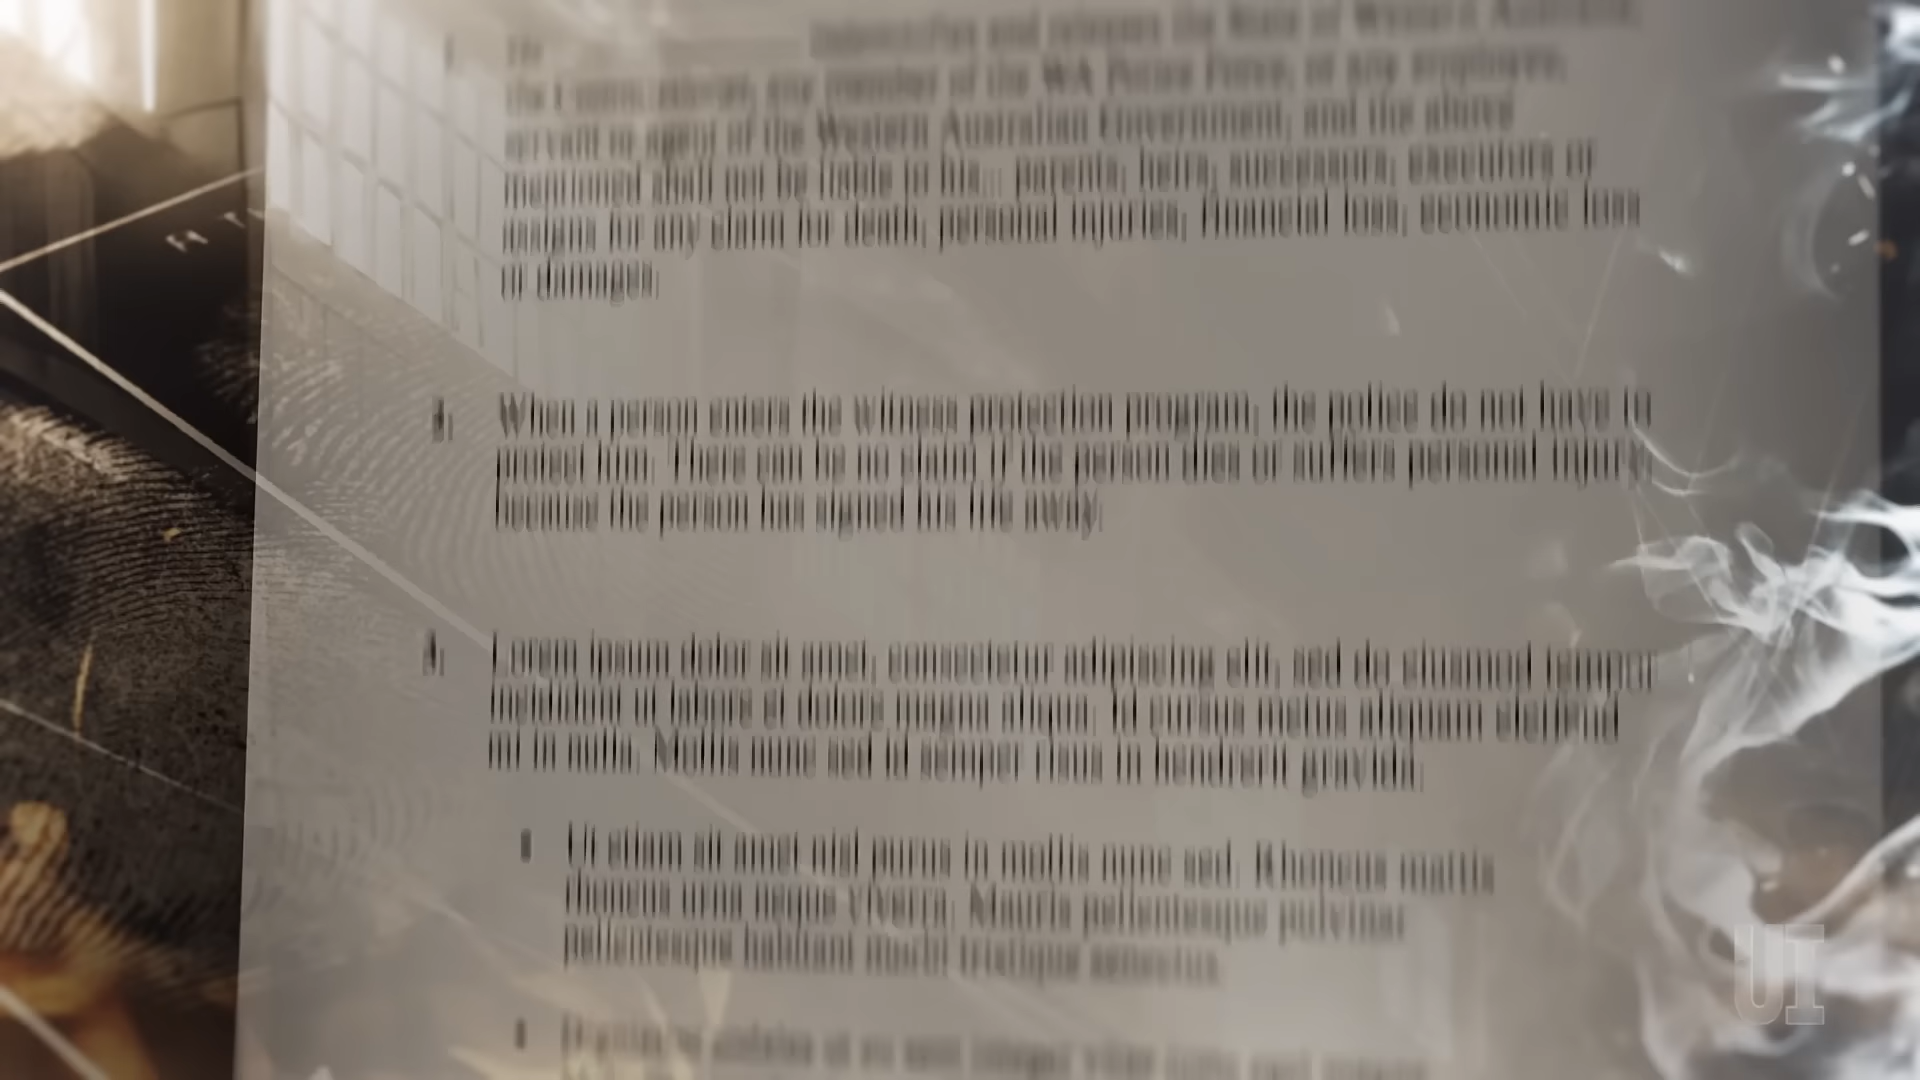 indemnifies and releases the State of Western Australia,
the Commissioner, any member of the WA Police Force, or any employee,
servant or agent of the Western Australian Government, and the above
mentioned shall not be liable to his parents, heirs, successors, executors or
assigns for any claim for death, personal injuries, financial loss, economic loss
or damages.
When a person enters the witness protection program, the police do not have to
protect him. There can be no claim if the person dies or suffers personal injury,
because the person has signed his life away.
Lorem ipsum dolor sit amet, consectetur adipiscing elit, sed do eiusmod tempor
incididunt ut labore et dolore magna aliqua. Id cursus metus aliquam eleifend
mi in nulla. Mollis nunc sed id semper risus in hendrerit gravida.
Ut etiam sit amet nisl purus in mollis nunc sed. Rhoncus mattis
rhoncus urna neque viverra. Mauris pellentesque pulvinar
pellentesque habitant morbi tristique senectus.
UI